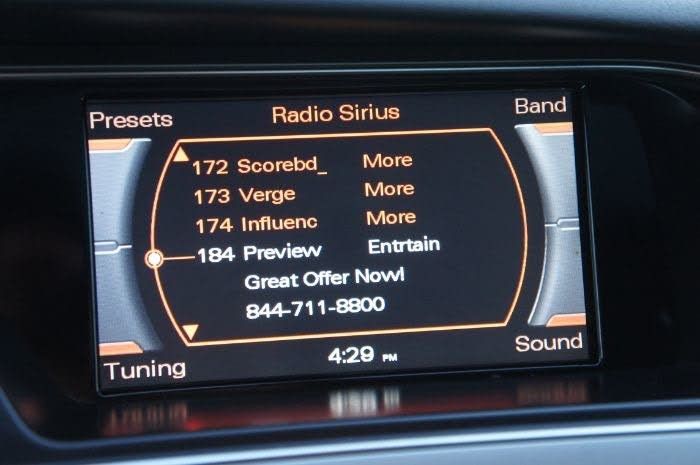 Presets Radio Sirius Band
172 Scorebd_ More
173 Verge More
174 Influenc More
184 Preview Entrtain
Great Offer Now!
844-711-8800
4:29 PM
Tuning Sound